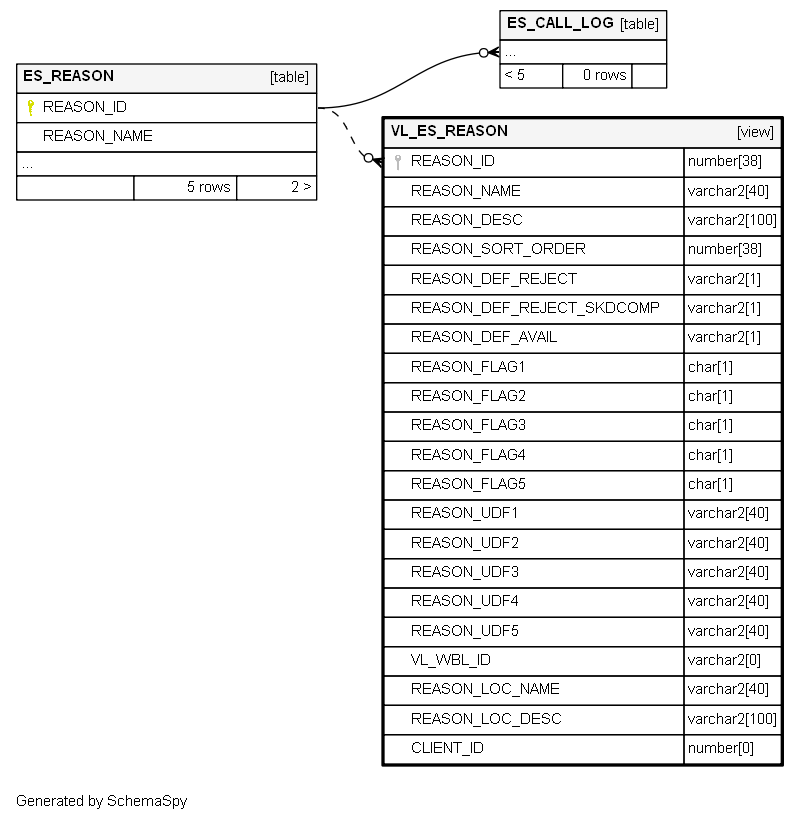 ES_CALL_LOG [table]
...
< 5 0 rows
ES_REASON [table]
REASON_ID
REASON_NAME
...
5 rows 2 >
VL_ES_REASON [view]
REASON_ID number[38]
REASON_NAME varchar2[40]
REASON_DESC varchar2[100]
REASON_SORT_ORDER number[38]
REASON_DEF_REJECT varchar2[1]
REASON_DEF_REJECT_SKDCOMP varchar2[1]
REASON_DEF_AVAIL varchar2[1]
REASON_FLAG1 char[1]
REASON_FLAG2 char[1]
REASON_FLAG3 char[1]
REASON_FLAG4 char[1]
REASON_FLAG5 char[1]
REASON_UDF1 varchar2[40]
REASON_UDF2 varchar2[40]
REASON_UDF3 varchar2[40]
REASON_UDF4 varchar2[40]
REASON_UDF5 varchar2[40]
VL_WBL_ID varchar2[0]
REASON_LOC_NAME varchar2[40]
REASON_LOC_DESC varchar2[100]
CLIENT_ID number[0]
Generated by SchemaSpy